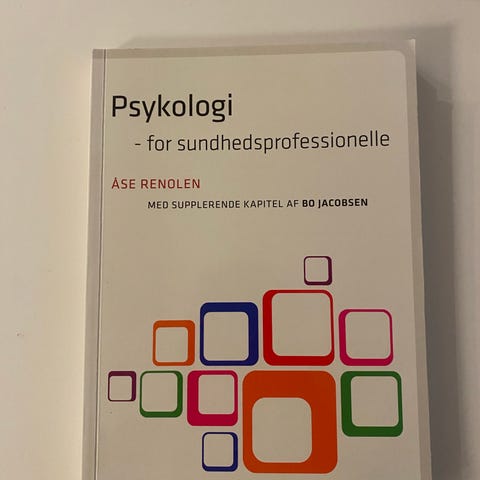 Psykologi
- for sundhedsprofessionelle
ÅSE RENOLEN
MED SUPPLERENDE KAPITEL AF BO JACOBSEN